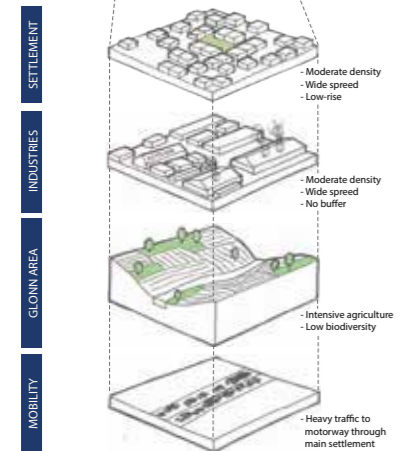 SETTLEMENT
- Moderate density
- Wide spread
- Low-rise
INDUSTRIES
- Moderate density
- Wide spread
- No buffer
GLONN AREA
- Intensive agriculture
- Low biodiversity
MOBILITY
- Heavy traffic to
motorway through
main settlement